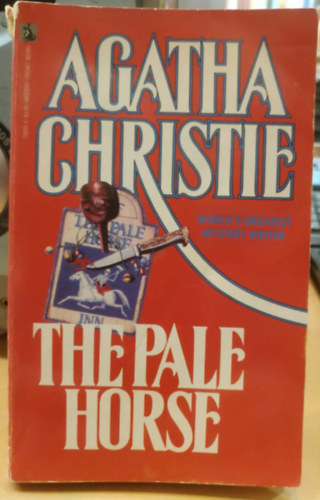 AGATHA
CHRISTIE
WORLD'S GREATEST
MYSTERY WRITER
THE PALE
HORSE
INN
THE PALE
HORSE